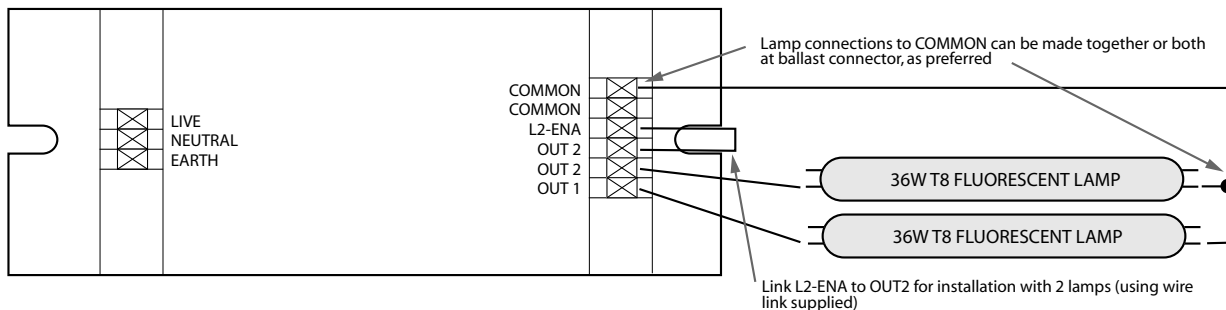 Lamp connections to COMMON can be made together or both
at ballast connector, as preferred
COMMON
COMMON
L2-ENA
OUT 2
OUT 2
OUT 1
LIVE
NEUTRAL
EARTH
36W T8 FLUORESCENT LAMP
36W T8 FLUORESCENT LAMP
Link L2-ENA to OUT2 for installation with 2 lamps (using wire
link supplied)